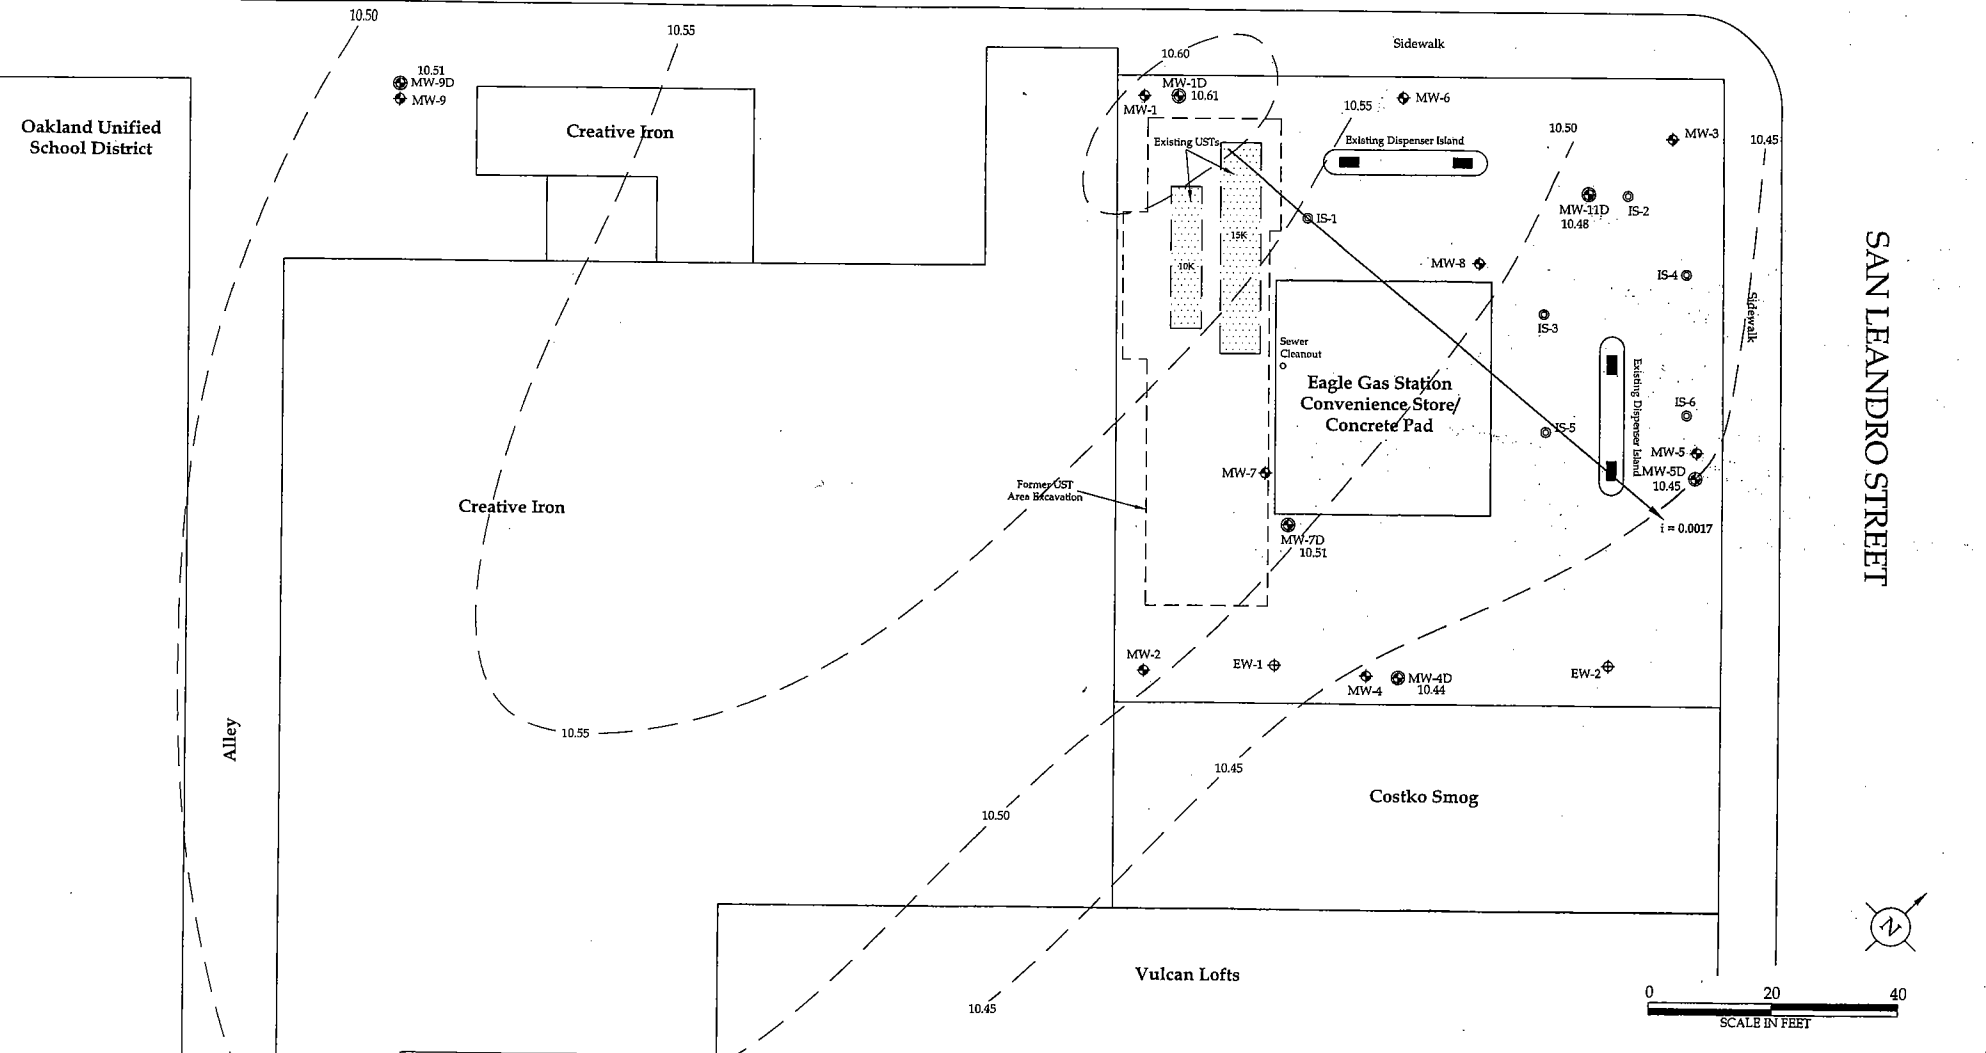 10.50
10.55
Sidewalk
10.60
10.51
MW-9D
MW-9
MW-1D
10.61
MW-1
10.55
MW-6
Oakland Unified
School District
Creative Iron
Existing USTs
Existing Dispenser Island
10.50
MW-3
10.45
IS-1
MW-11D
10.48
IS-2
15K
10K
MW-8
IS-4
Sidewalk
SAN LEANDRO STREET
IS-3
Sewer
Cleanout
Eagle Gas Station
Convenience Store/
Concrete Pad
Existing Dispenser Island
IS-6
IS-5
MW-5
MW-5D
10.45
MW-7
Former UST
Area Excavation
Creative Iron
i = 0.0017
MW-7D
10.51
MW-2
EW-1
MW-4
MW-4D
10.44
EW-2
Alley
10.55
10.45
Costko Smog
10.50
N
Vulcan Lofts
10.45
0 20 40
SCALE IN FEET